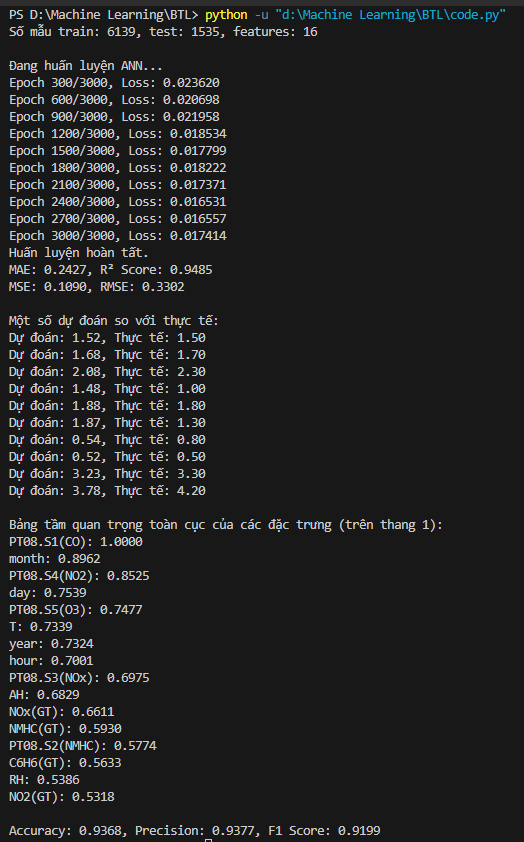 PS D:\Machine Learning\BTL> python -u "d:\Machine Learning\BTL\code.py"
Số mẫu train: 6139, test: 1535, features: 16
Đang huấn luyện ANN...
Epoch 300/3000, Loss: 0.023620
Epoch 600/3000, Loss: 0.020698
Epoch 900/3000, Loss: 0.021958
Epoch 1200/3000, Loss: 0.018534
Epoch 1500/3000, Loss: 0.017799
Epoch 1800/3000, Loss: 0.018222
Epoch 2100/3000, Loss: 0.017371
Epoch 2400/3000, Loss: 0.016531
Epoch 2700/3000, Loss: 0.016557
Epoch 3000/3000, Loss: 0.017414
Huấn luyện hoàn tất.
MAE: 0.2427, R² Score: 0.9485
MSE: 0.1090, RMSE: 0.3302
Một số dự đoán so với thực tế:
Dự đoán: 1.52, Thực tế: 1.50
Dự đoán: 1.68, Thực tế: 1.70
Dự đoán: 2.08, Thực tế: 2.30
Dự đoán: 1.48, Thực tế: 1.00
Dự đoán: 1.88, Thực tế: 1.80
Dự đoán: 1.87, Thực tế: 1.30
Dự đoán: 0.54, Thực tế: 0.80
Dự đoán: 0.52, Thực tế: 0.50
Dự đoán: 3.23, Thực tế: 3.30
Dự đoán: 3.78, Thực tế: 4.20
Bảng tầm quan trọng toàn cục của các đặc trưng (trên thang 1):
PT08.S1(CO): 1.0000
month: 0.8962
PT08.S4(NO2): 0.8525
day: 0.7539
PT08.S5(O3): 0.7477
T: 0.7339
year: 0.7324
hour: 0.7001
PT08.S3(NOx): 0.6975
AH: 0.6829
NOx(GT): 0.6611
NMHC(GT): 0.5930
PT08.S2(NMHC): 0.5774
C6H6(GT): 0.5633
RH: 0.5386
NO2(GT): 0.5318
Accuracy: 0.9368, Precision: 0.9377, F1 Score: 0.9199